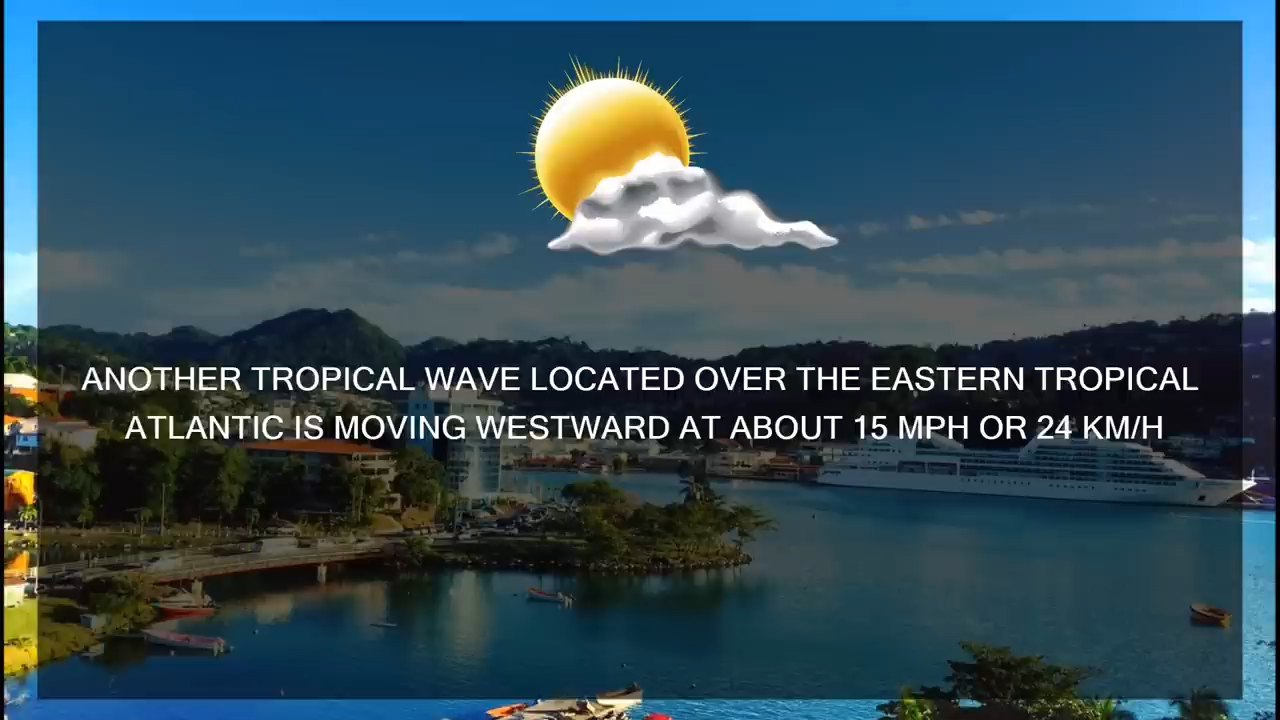 ANOTHER TROPICAL WAVE LOCATED OVER THE EASTERN TROPICAL
ATLANTIC IS MOVING WESTWARD AT ABOUT 15 MPH OR 24 KM/H